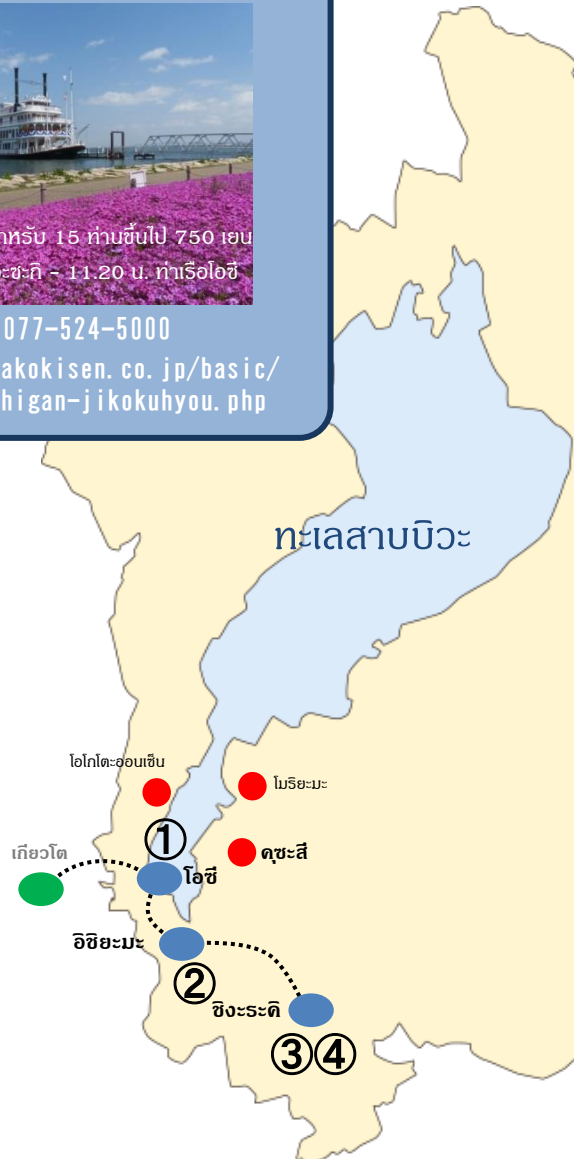 าหรับ 15 ท่านขึ้นไป 750 เยน
ะชะกิ - 11.20 น. ท่าเรือโอซึ
077-524-5000
akokisen.co.jp/basic/
higan-jikokuhyou.php
ทะเลสาบบิวะ
โอโกโตะออนเซ็น
โมริยะมะ
①
เกียวโต
คุซะสึ
โอซึ
อิชิยะมะ
②
ชิงะระคิ
③④